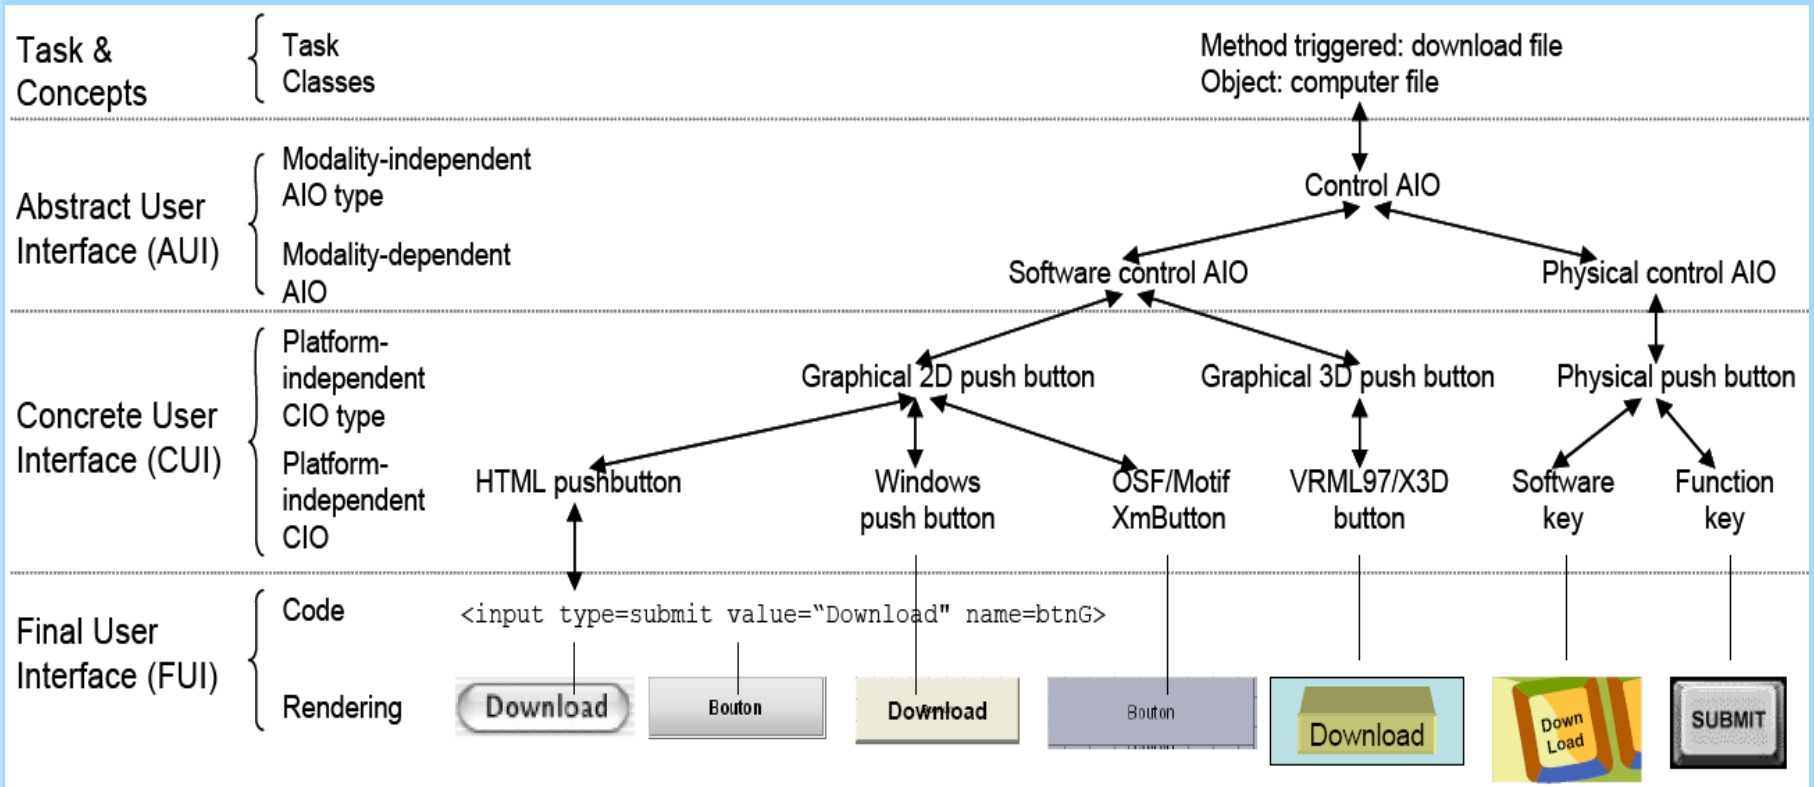 Task &
Concepts
Task
Classes
Method triggered: download file
Object: computer file
Abstract User
Interface (AUI)
Modality-independent
AIO type
Modality-dependent
AIO
Control AIO
Software control AIO
Physical control AIO
Concrete User
Interface (CUI)
Platform-
independent
CIO type
Platform-
independent
CIO
Graphical 2D push button
Graphical 3D push button
Physical push button
HTML pushbutton
Windows
push button
OSF/Motif
XmButton
VRML97/X3D
button
Software
key
Function
key
Final User
Interface (FUI)
Code
<input type=submit value=“Download" name=btnG>
Rendering
Download
Bouton
Download
Bouton
Download
Down
Load
SUBMIT